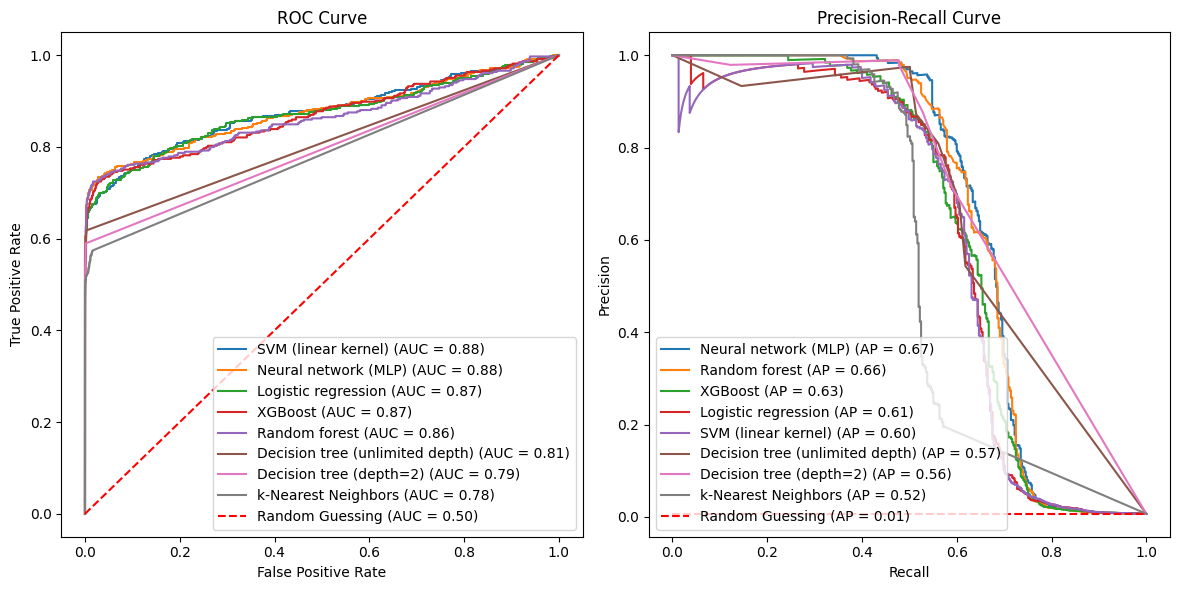 ROC Curve
1.0
0.8
0.6
0.4
0.2
0.0
True Positive Rate
0.0
0.2
0.4
0.6
0.8
1.0
False Positive Rate
SVM (linear kernel) (AUC = 0.88)
Neural network (MLP) (AUC = 0.88)
Logistic regression (AUC = 0.87)
XGBoost (AUC = 0.87)
Random forest (AUC = 0.86)
Decision tree (unlimited depth) (AUC = 0.81)
Decision tree (depth=2) (AUC = 0.79)
k-Nearest Neighbors (AUC = 0.78)
Random Guessing (AUC = 0.50)
Precision-Recall Curve
1.0
0.8
0.6
0.4
0.2
0.0
Precision
0.0
0.2
0.4
0.6
0.8
1.0
Recall
Neural network (MLP) (AP = 0.67)
Random forest (AP = 0.66)
XGBoost (AP = 0.63)
Logistic regression (AP = 0.61)
SVM (linear kernel) (AP = 0.60)
Decision tree (unlimited depth) (AP = 0.57)
Decision tree (depth=2) (AP = 0.56)
k-Nearest Neighbors (AP = 0.52)
Random Guessing (AP = 0.01)